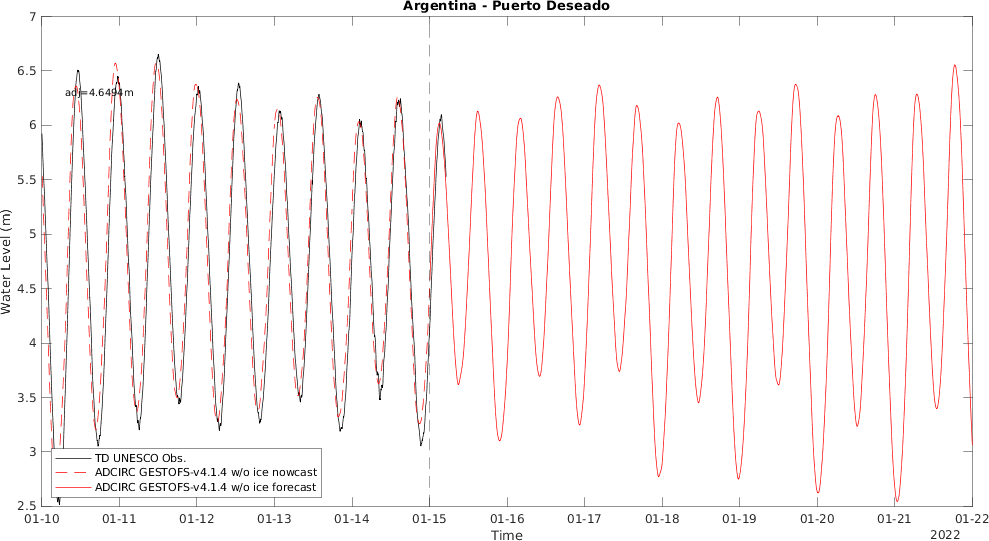 Argentina - Puerto Deseado
7
6.5
6
5.5
5
4.5
4
3.5
3
2.5
Water Level (m)
adj=4.6494m
TD UNESCO Obs.
ADCIRC GESTOFS-v4.1.4 w/o ice nowcast
ADCIRC GESTOFS-v4.1.4 w/o ice forecast
01-10 01-11 01-12 01-13 01-14 01-15 01-16 01-17 01-18 01-19 01-20 01-21 01-22
Time
2022